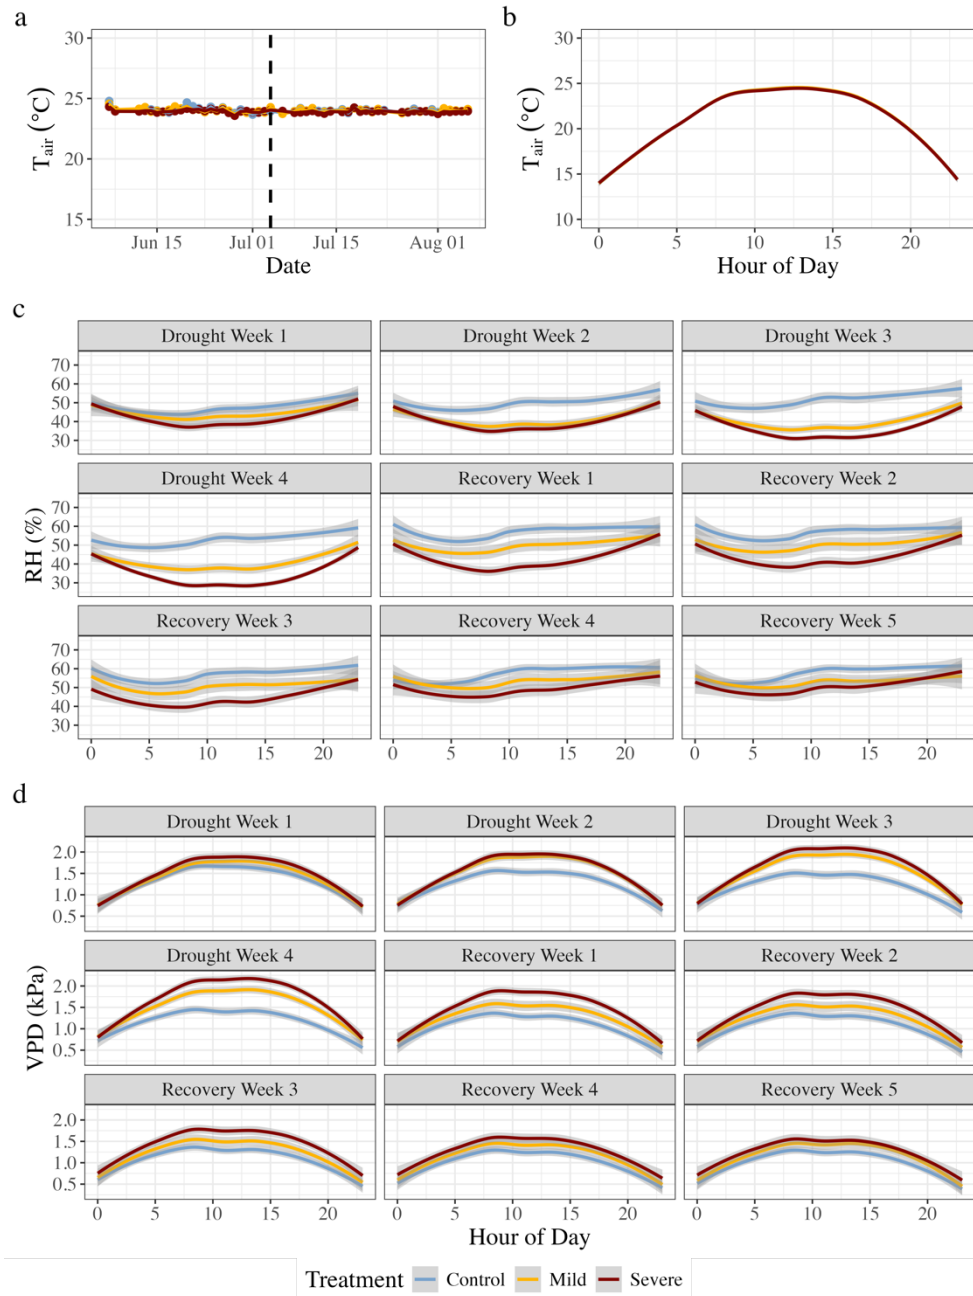 a
b
30
25
20
15
T_air (°C)
Jun 15
Jul 01
Jul 15
Aug 01
Date
30
25
20
15
10
T_air (°C)
0
5
10
15
20
Hour of Day
c
Drought Week 1
Drought Week 2
Drought Week 3
70
60
50
40
30
Drought Week 4
Recovery Week 1
Recovery Week 2
70
60
50
40
30
RH (%)
Recovery Week 3
Recovery Week 4
Recovery Week 5
70
60
50
40
30
0 5 10 15 20
0 5 10 15 20
0 5 10 15 20
d
Drought Week 1
Drought Week 2
Drought Week 3
2.0
1.5
1.0
0.5
Drought Week 4
Recovery Week 1
Recovery Week 2
2.0
1.5
1.0
0.5
VPD (kPa)
Recovery Week 3
Recovery Week 4
Recovery Week 5
2.0
1.5
1.0
0.5
0 5 10 15 20
0 5 10 15 20
0 5 10 15 20
Hour of Day
Treatment Control Mild Severe